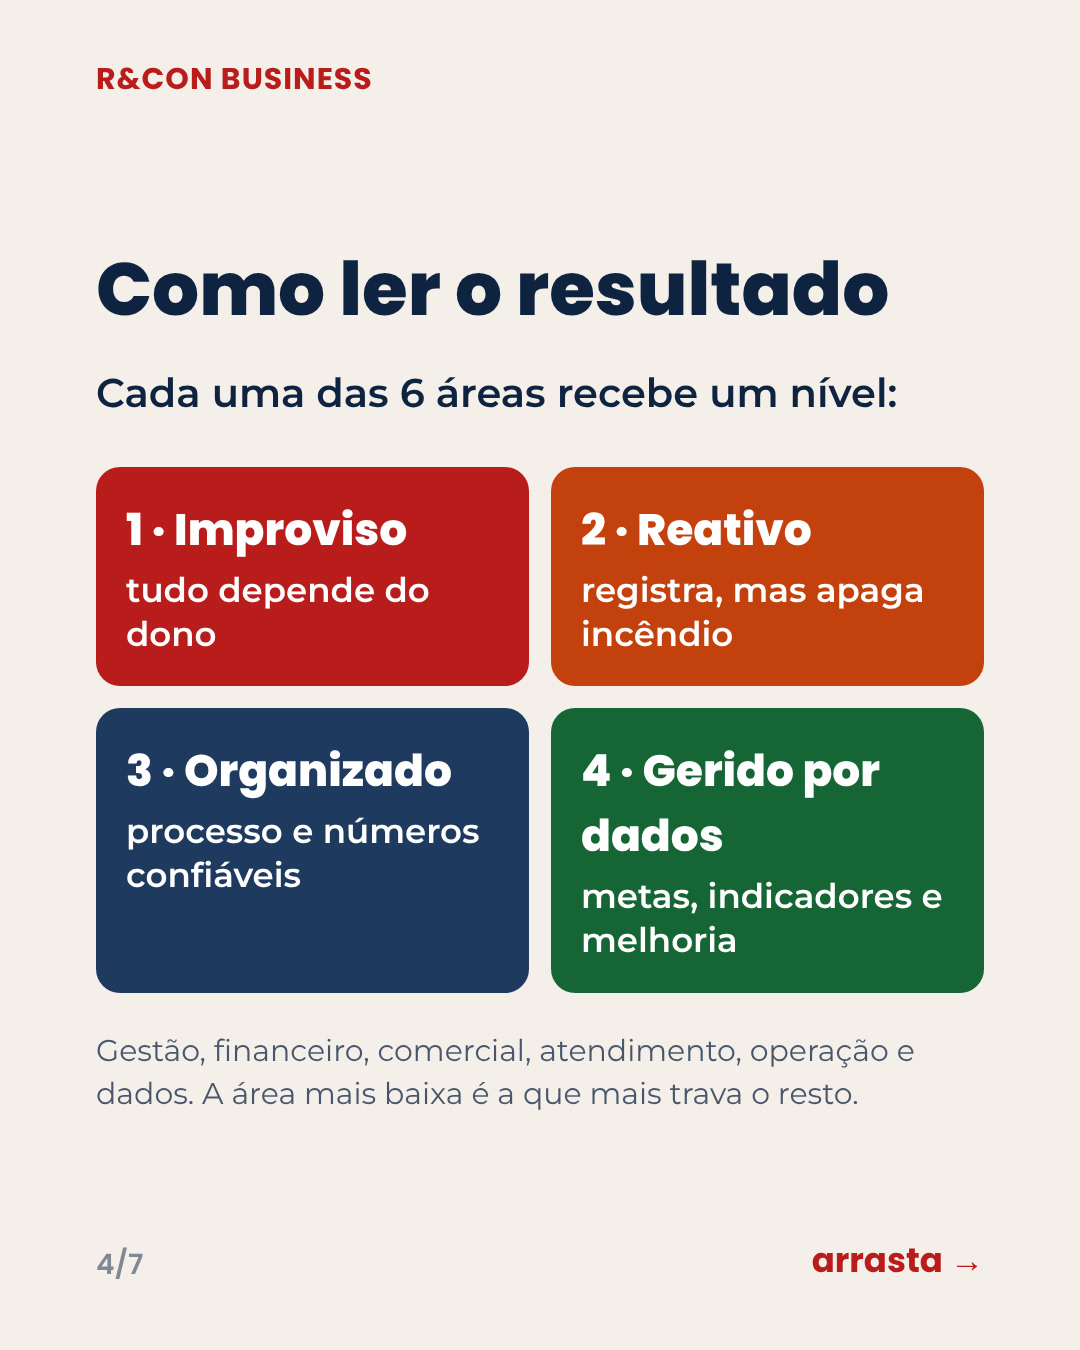 R&CON BUSINESS
Como ler o resultado
Cada uma das 6 áreas recebe um nível:
1 · Improviso
tudo depende do
dono
2 · Reativo
registra, mas apaga
incêndio
3 · Organizado
processo e números
confiáveis
4 · Gerido por
dados
metas, indicadores e
melhoria
Gestão, financeiro, comercial, atendimento, operação e
dados. A área mais baixa é a que mais trava o resto.
4/7
arrasta →